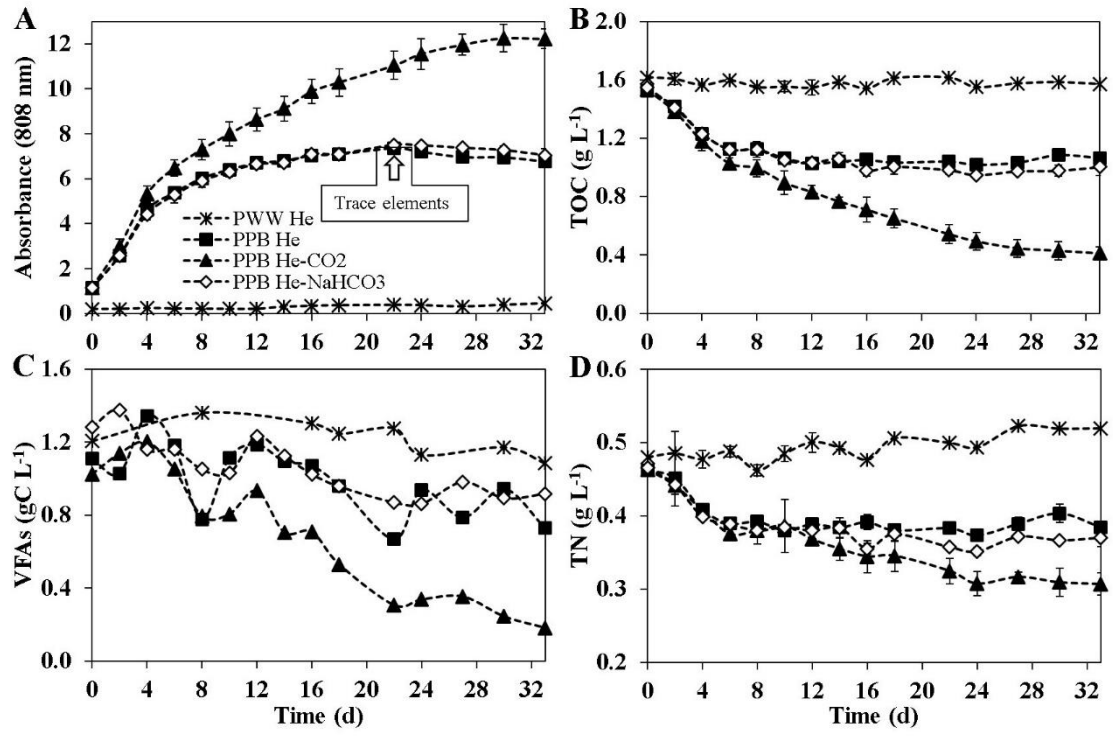 A
Absorbance (808 nm)
12
10
8
6
4
2
0
Trace elements
PWW He
PPB He
PPB He-CO2
PPB He-NaHCO3
0 4 8 12 16 20 24 28 32
B
TOC (g L-1)
2.0
1.6
1.2
0.8
0.4
0.0
0 4 8 12 16 20 24 28 32
C
VFAs (gC L-1)
1.6
1.2
0.8
0.4
0.0
0 4 8 12 16 20 24 28 32
Time (d)
D
TN (g L-1)
0.6
0.5
0.4
0.3
0.2
0 4 8 12 16 20 24 28 32
Time (d)